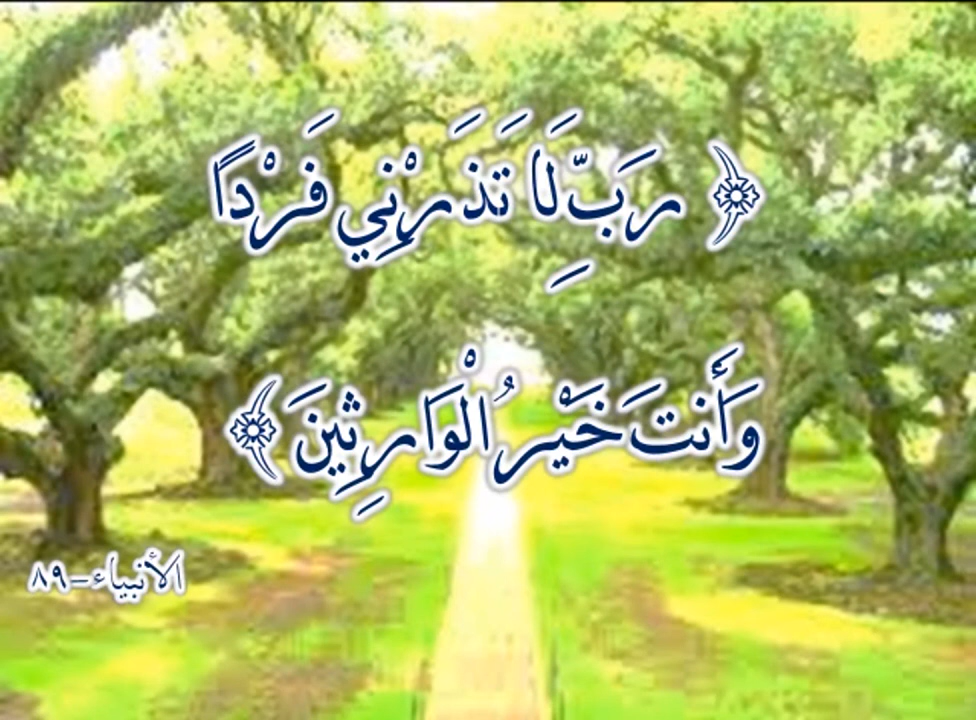 ﴿ رَبِّ لَا تَذَرْنِي فَرْدًا
وَأَنتَ خَيْرُ الْوَارِثِينَ ﴾
الأنبياء-٨٩